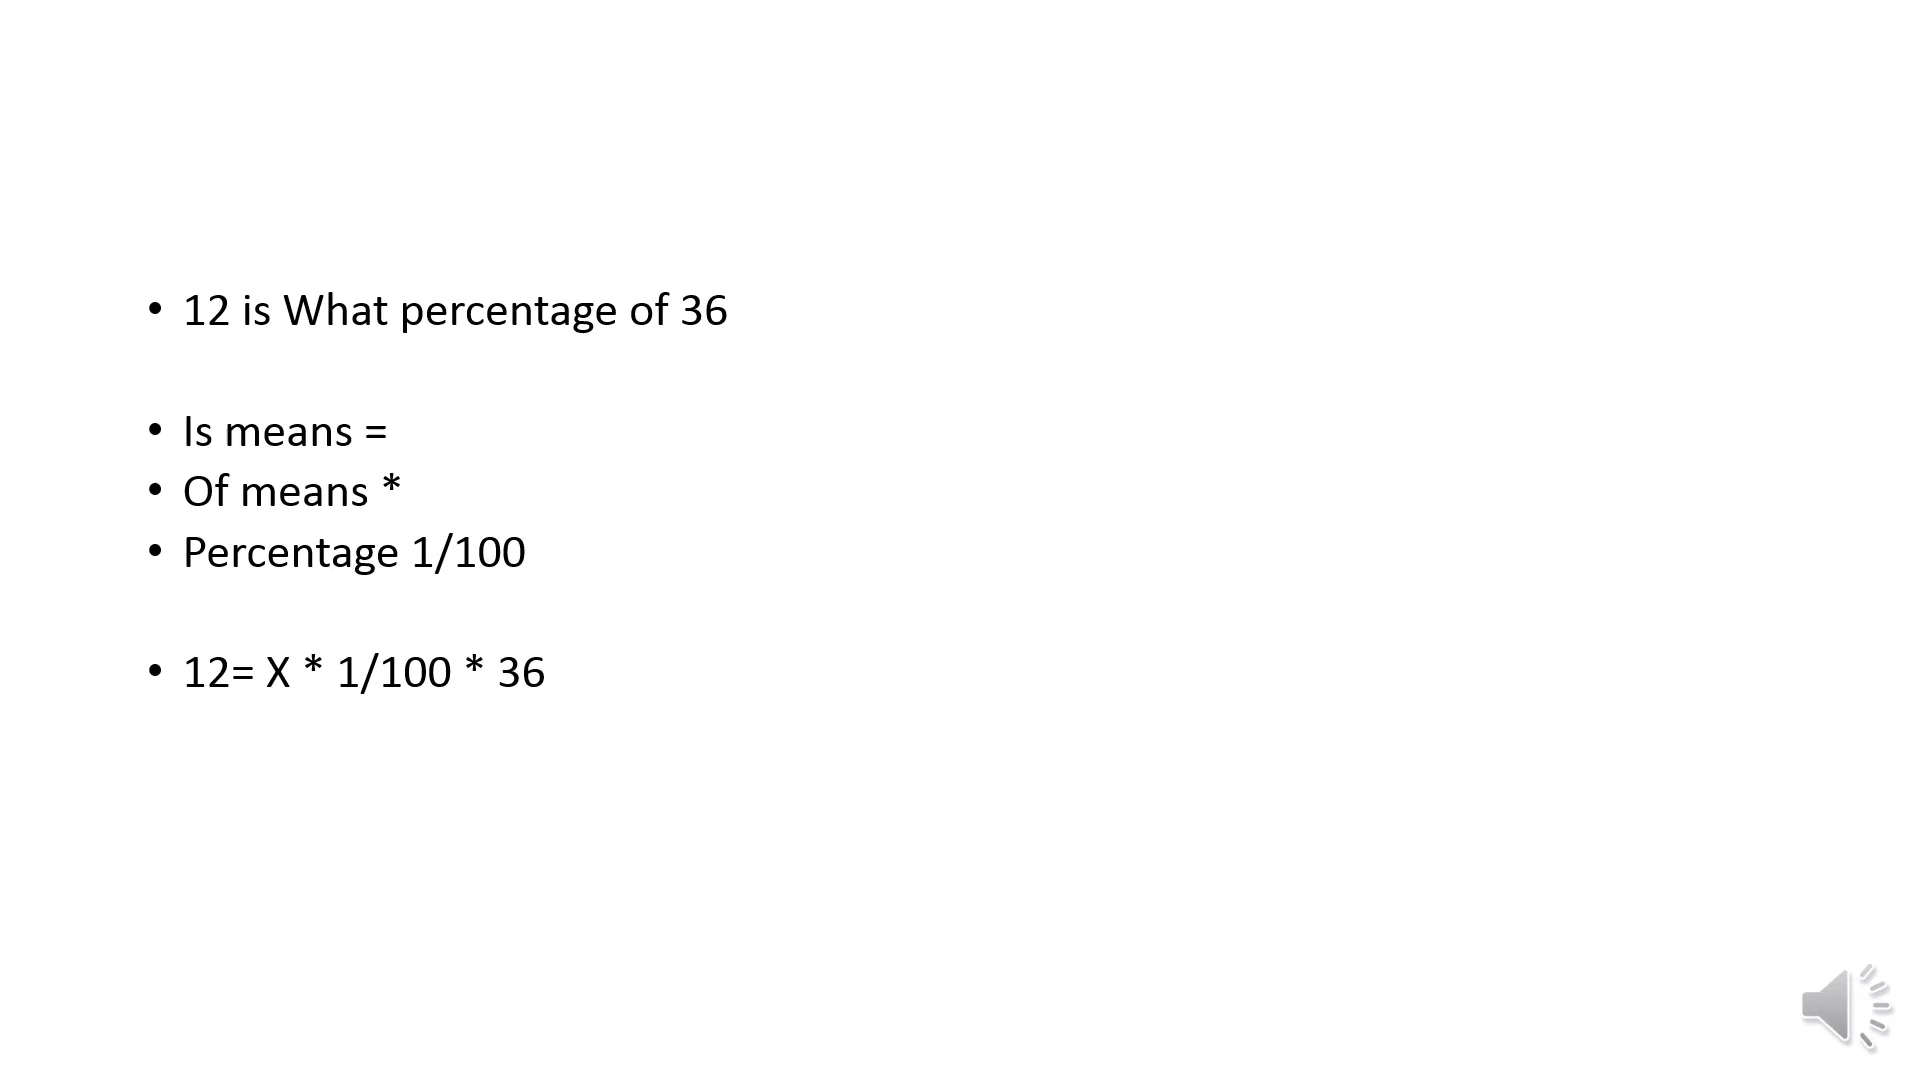 • 12 is What percentage of 36
• Is means =
• Of means *
• Percentage 1/100
• 12= X * 1/100 * 36